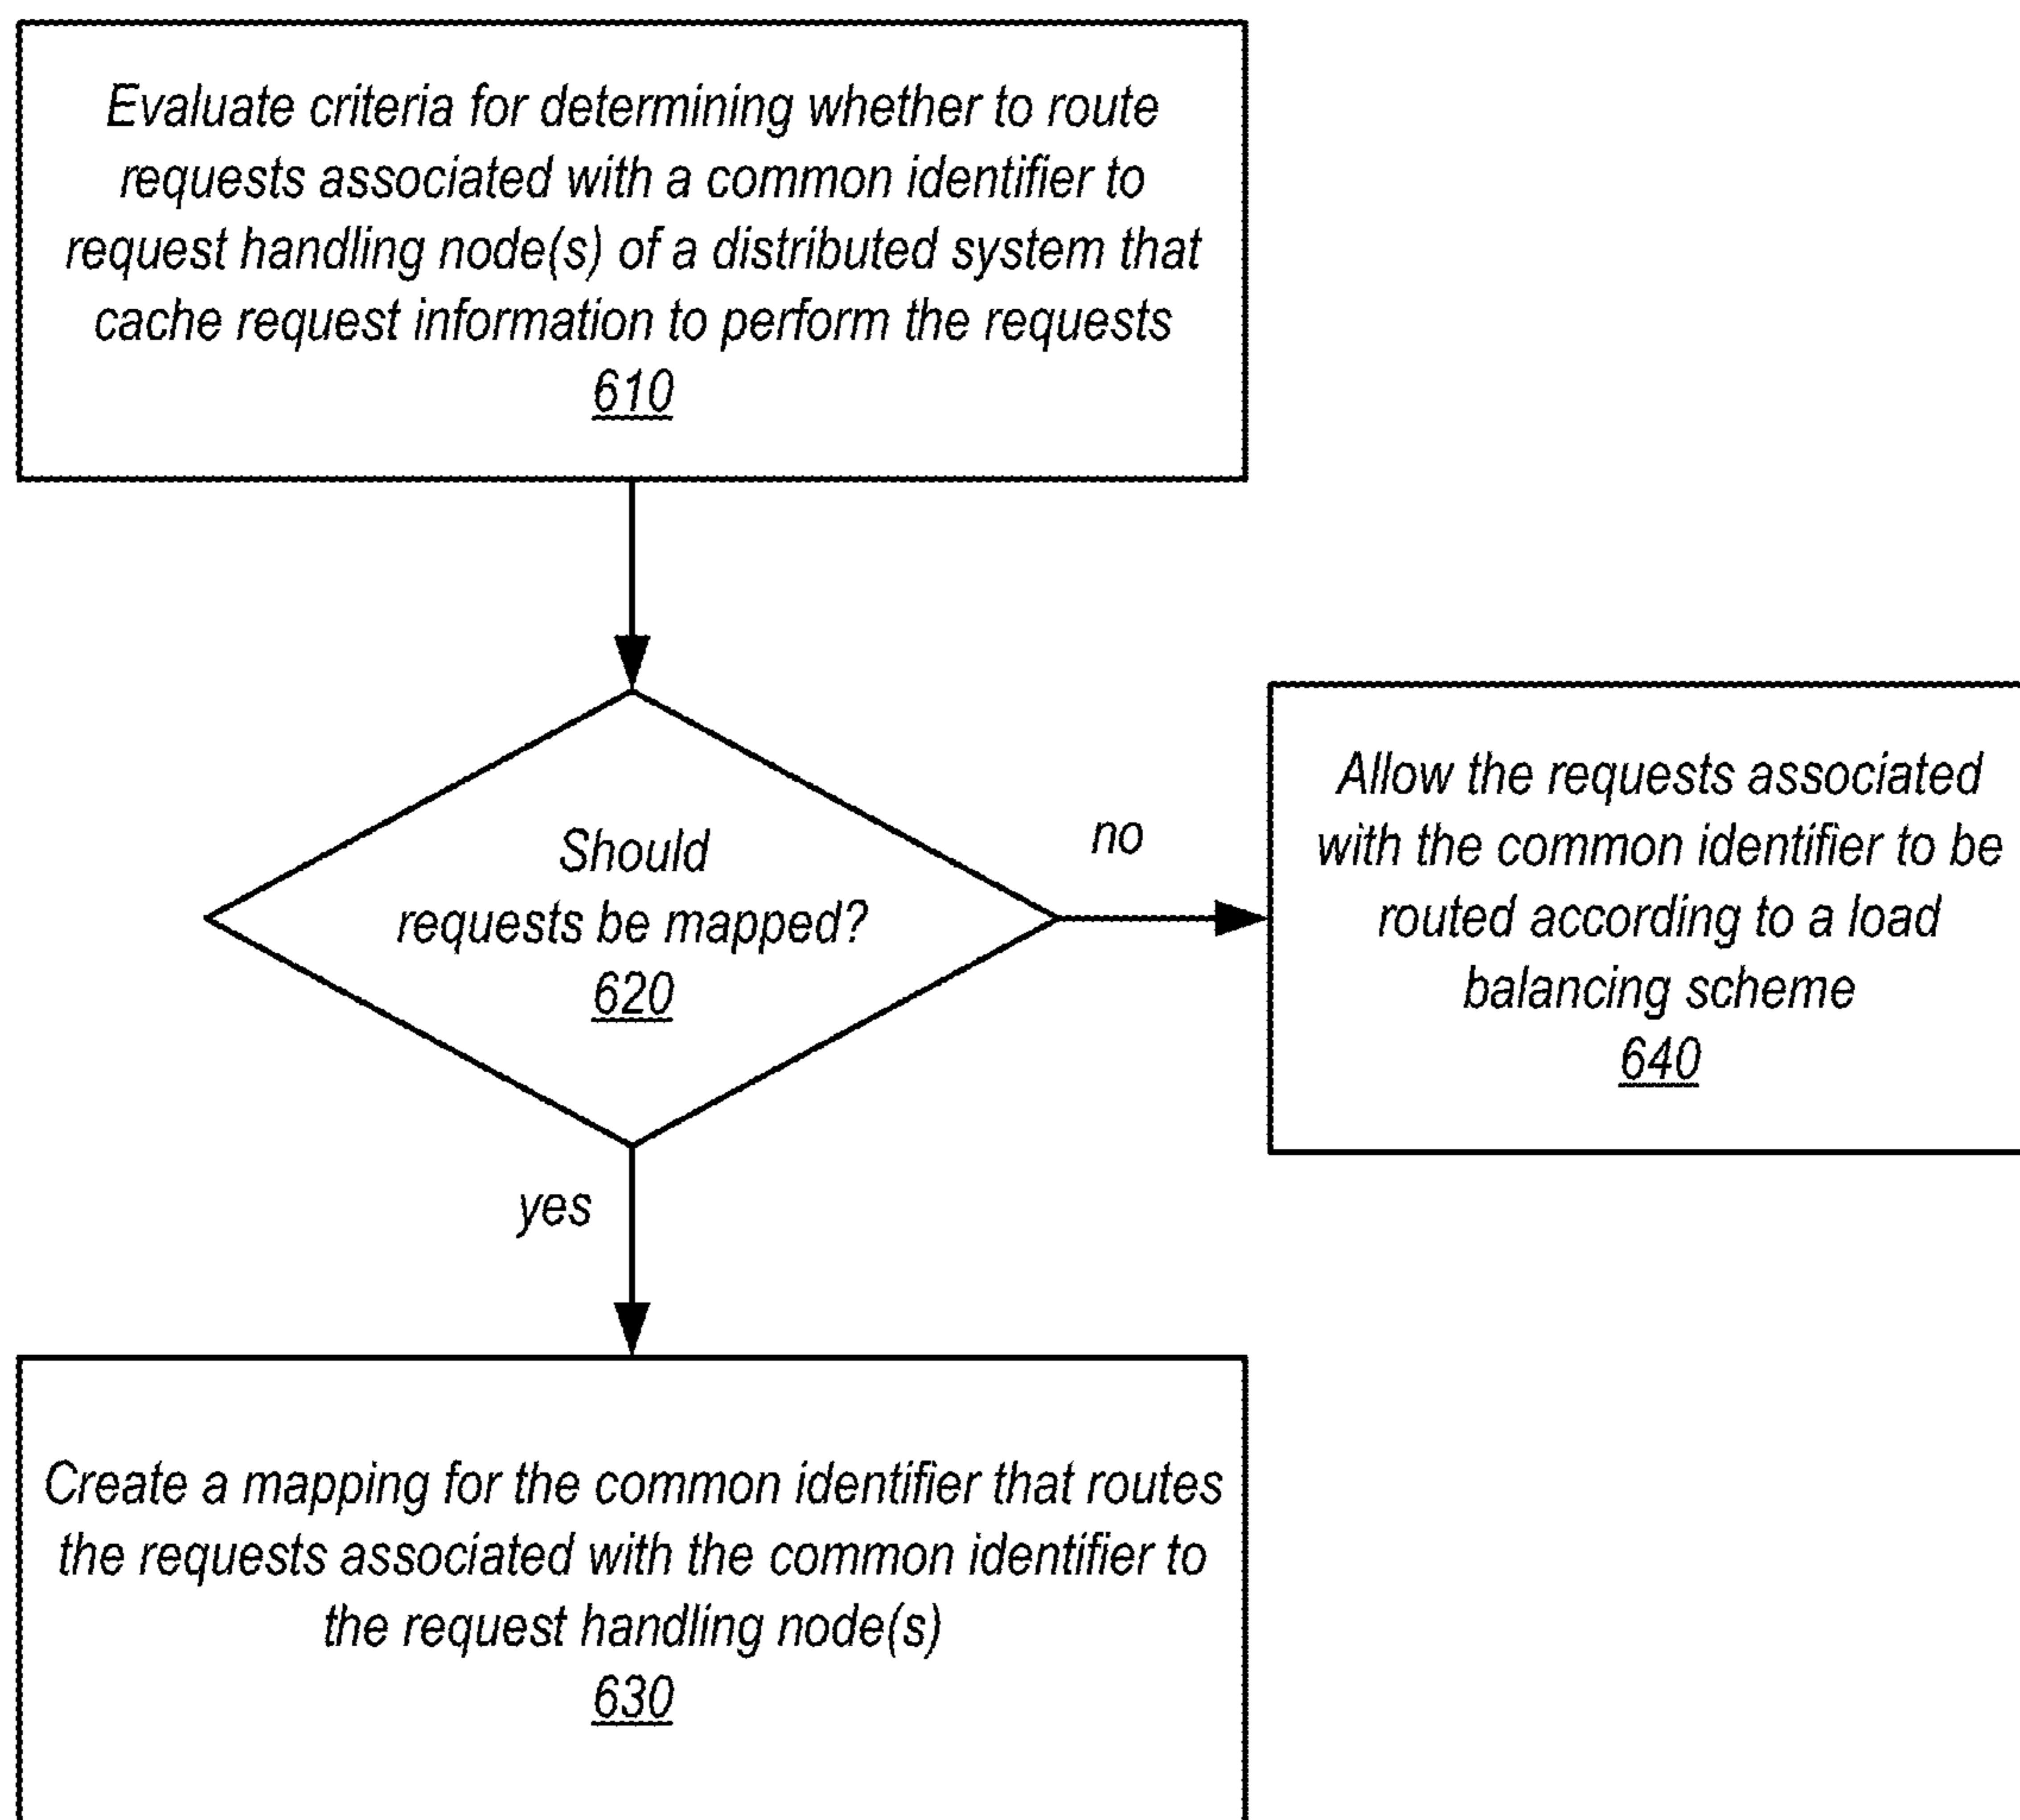 Evaluate criteria for determining whether to route
requests associated with a common identifier to
request handling node(s) of a distributed system that
cache request information to perform the requests
610
Should
requests be mapped?
620
no
Allow the requests associated
with the common identifier to be
routed according to a load
balancing scheme
640
yes
Create a mapping for the common identifier that routes
the requests associated with the common identifier to
the request handling node(s)
630